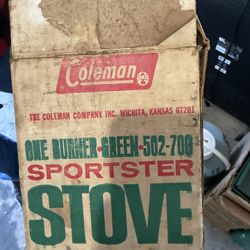 Coleman
THE COLEMAN COMPANY INC. WICHITA, KANSAS 67201
ONE BURNER·GREEN·502-700
SPORTSTER
STOVE